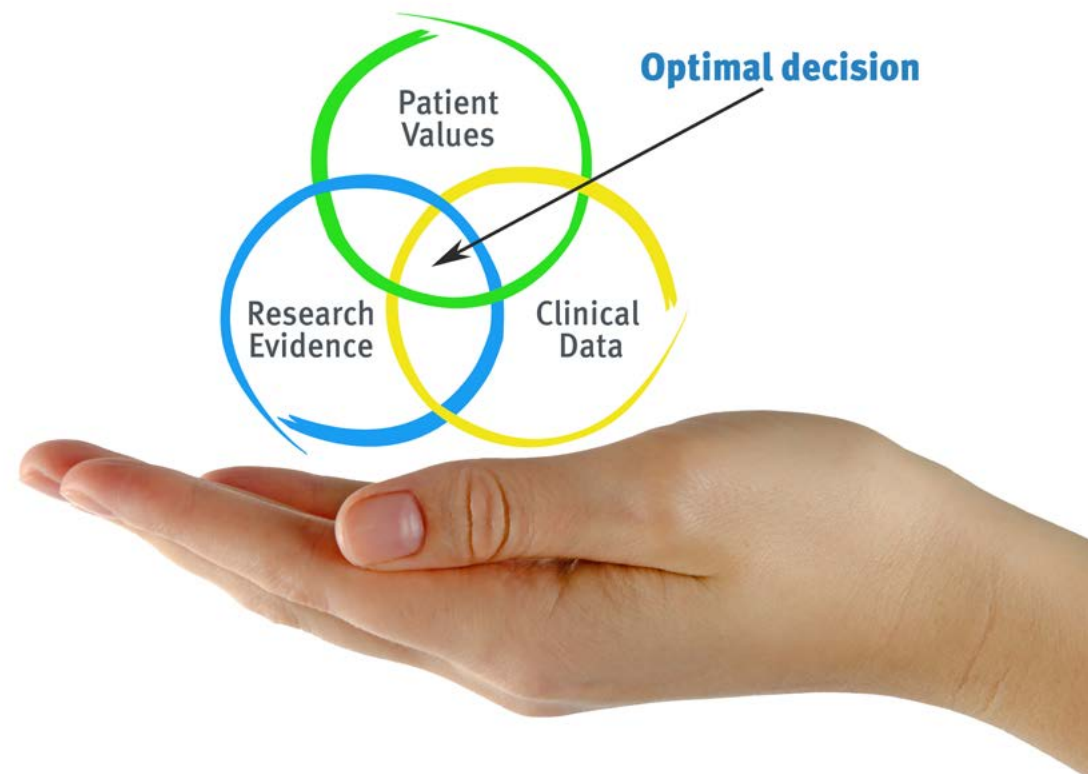 Optimal decision
Patient
Values
Research
Evidence
Clinical
Data